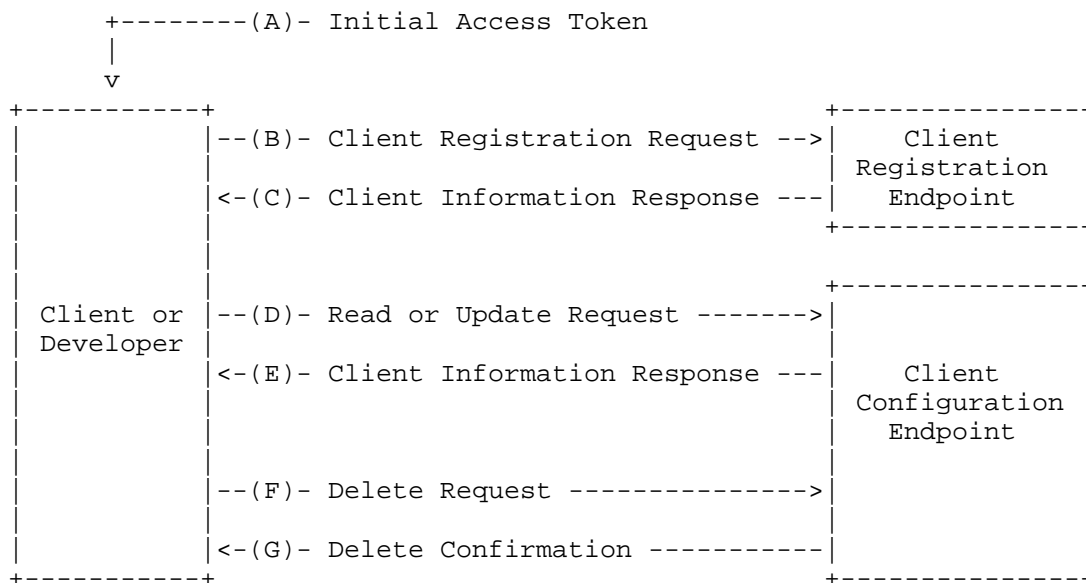 (A)- Initial Access Token
(B)- Client Registration Request
Client
Registration
(C)- Client Information Response
Endpoint
Client or
(D)- Read or Update Request
Developer
(E)- Client Information Response
Client
Configuration
Endpoint
(F)- Delete Request
(G)- Delete Confirmation